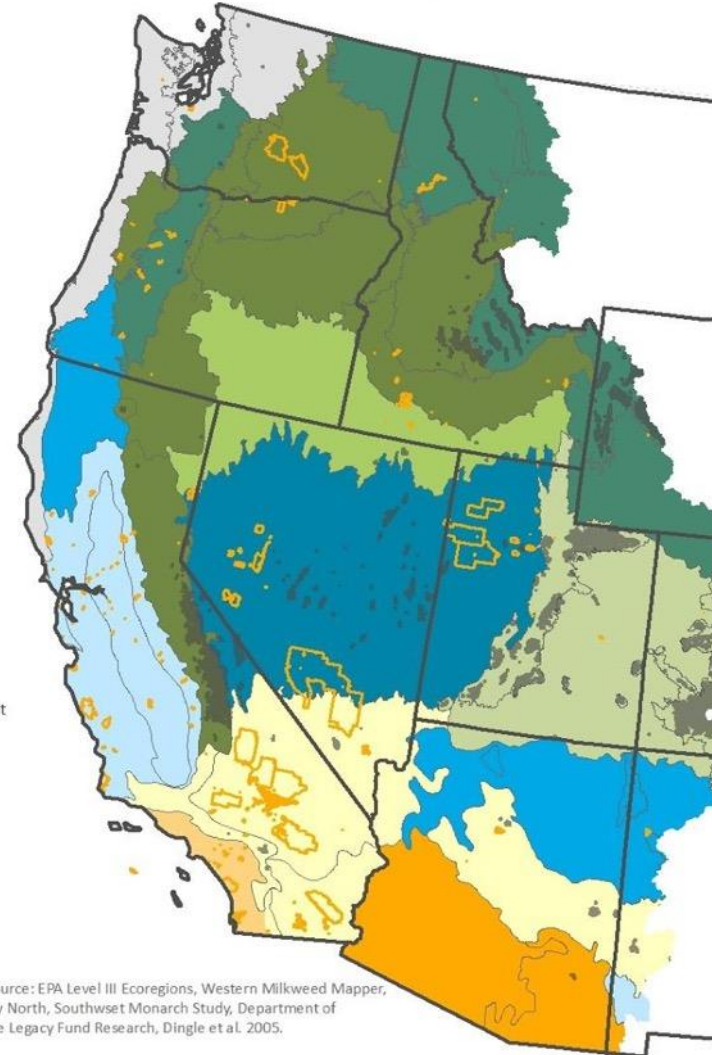 t
urce: EPA Level III Ecoregions, Western Milkweed Mapper,
y North, Southwset Monarch Study, Department of
e Legacy Fund Research, Dingle et al. 2005.